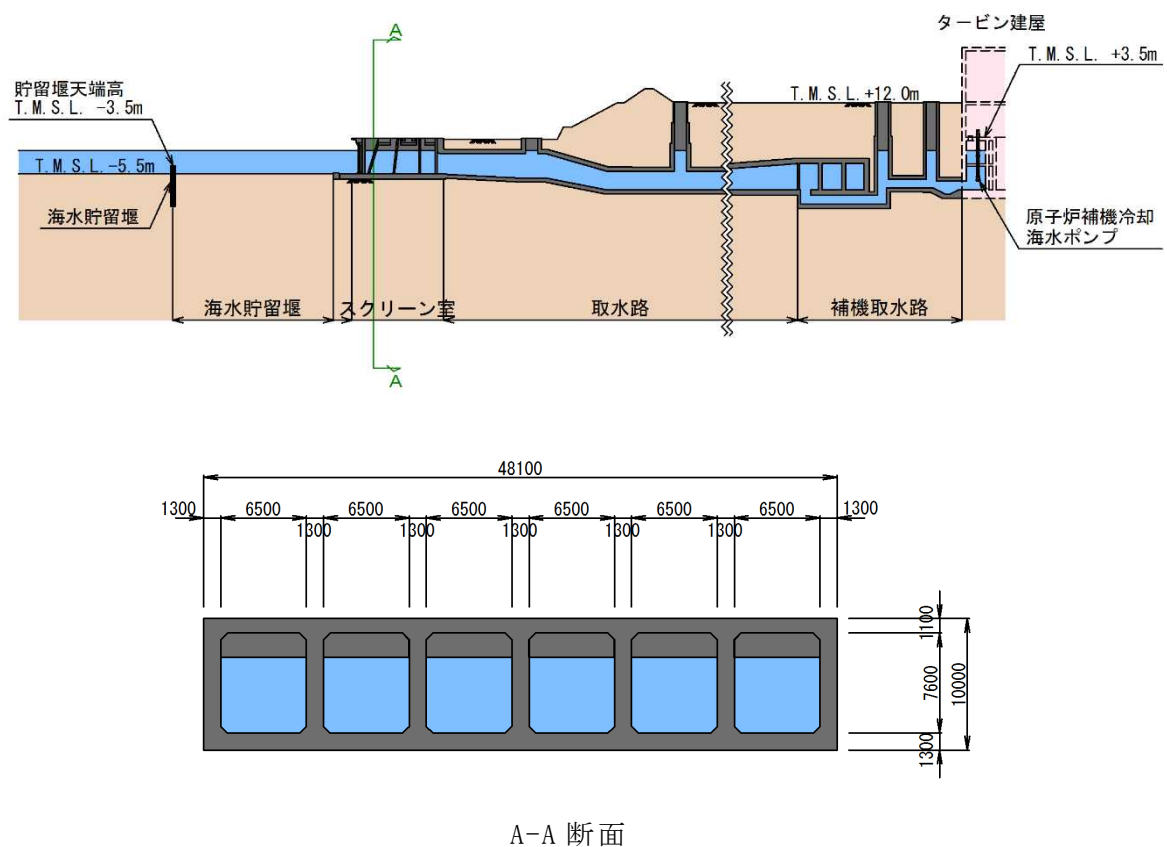 タービン建屋
A
T.M.S.L. +3.5m
貯留堰天端高
T.M.S.L. -3.5m
T.M.S.L.+12.0m
T.M.S.L.-5.5m
海水貯留堰
原子炉補機冷却
海水ポンプ
海水貯留堰
スクリーン室
取水路
補機取水路
A
48100
1300
6500
6500
6500
6500
6500
6500
1300
1300
1300
1300
1300
1300
1100
7600
10000
1300
A-A 断面